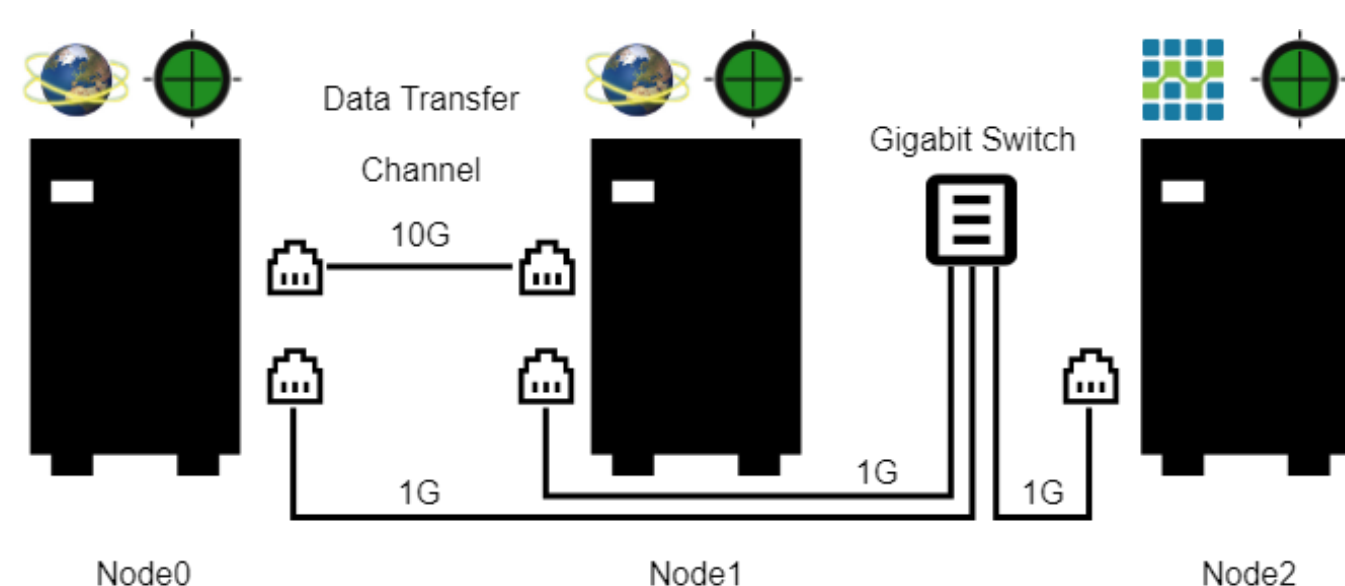 Data Transfer
Channel
Gigabit Switch
10G
1G
1G
1G
Node0
Node1
Node2